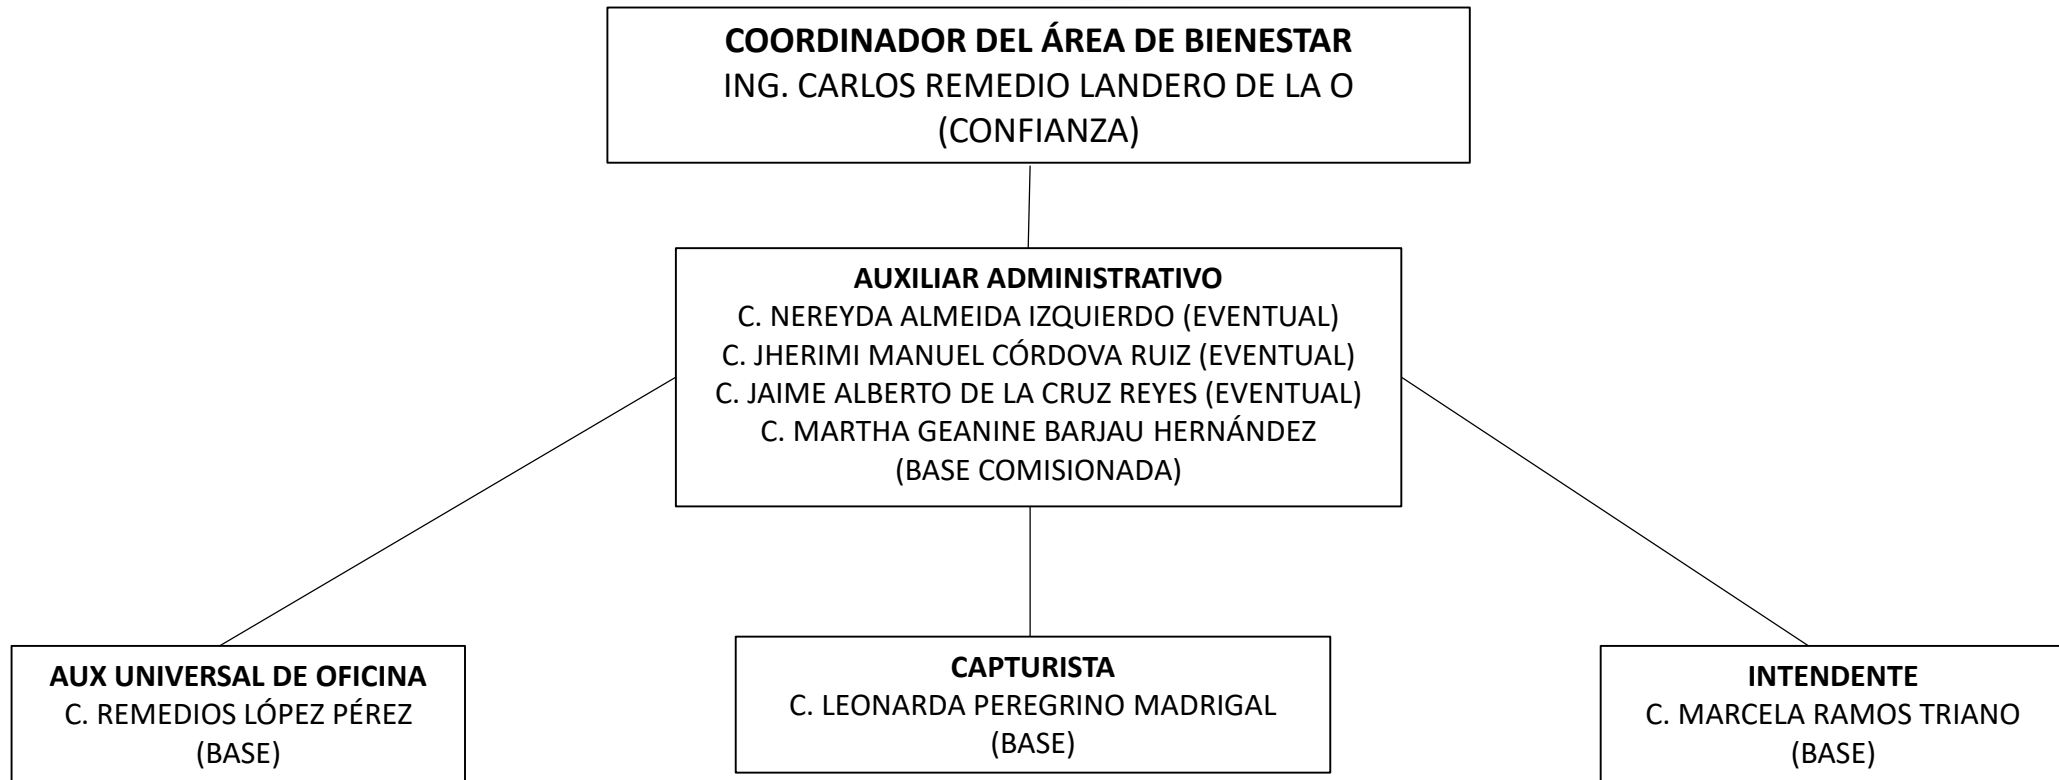 COORDINADOR DEL ÁREA DE BIENESTAR
ING. CARLOS REMEDIO LANDERO DE LA O
(CONFIANZA)
AUXILIAR ADMINISTRATIVO
C. NEREYDA ALMEIDA IZQUIERDO (EVENTUAL)
C. JHERIMI MANUEL CÓRDOVA RUIZ (EVENTUAL)
C. JAIME ALBERTO DE LA CRUZ REYES (EVENTUAL)
C. MARTHA GEANINE BARJAU HERNÁNDEZ
(BASE COMISIONADA)
AUX UNIVERSAL DE OFICINA
C. REMEDIOS LÓPEZ PÉREZ
(BASE)
CAPTURISTA
C. LEONARDA PEREGRINO MADRIGAL
(BASE)
INTENDENTE
C. MARCELA RAMOS TRIANO
(BASE)